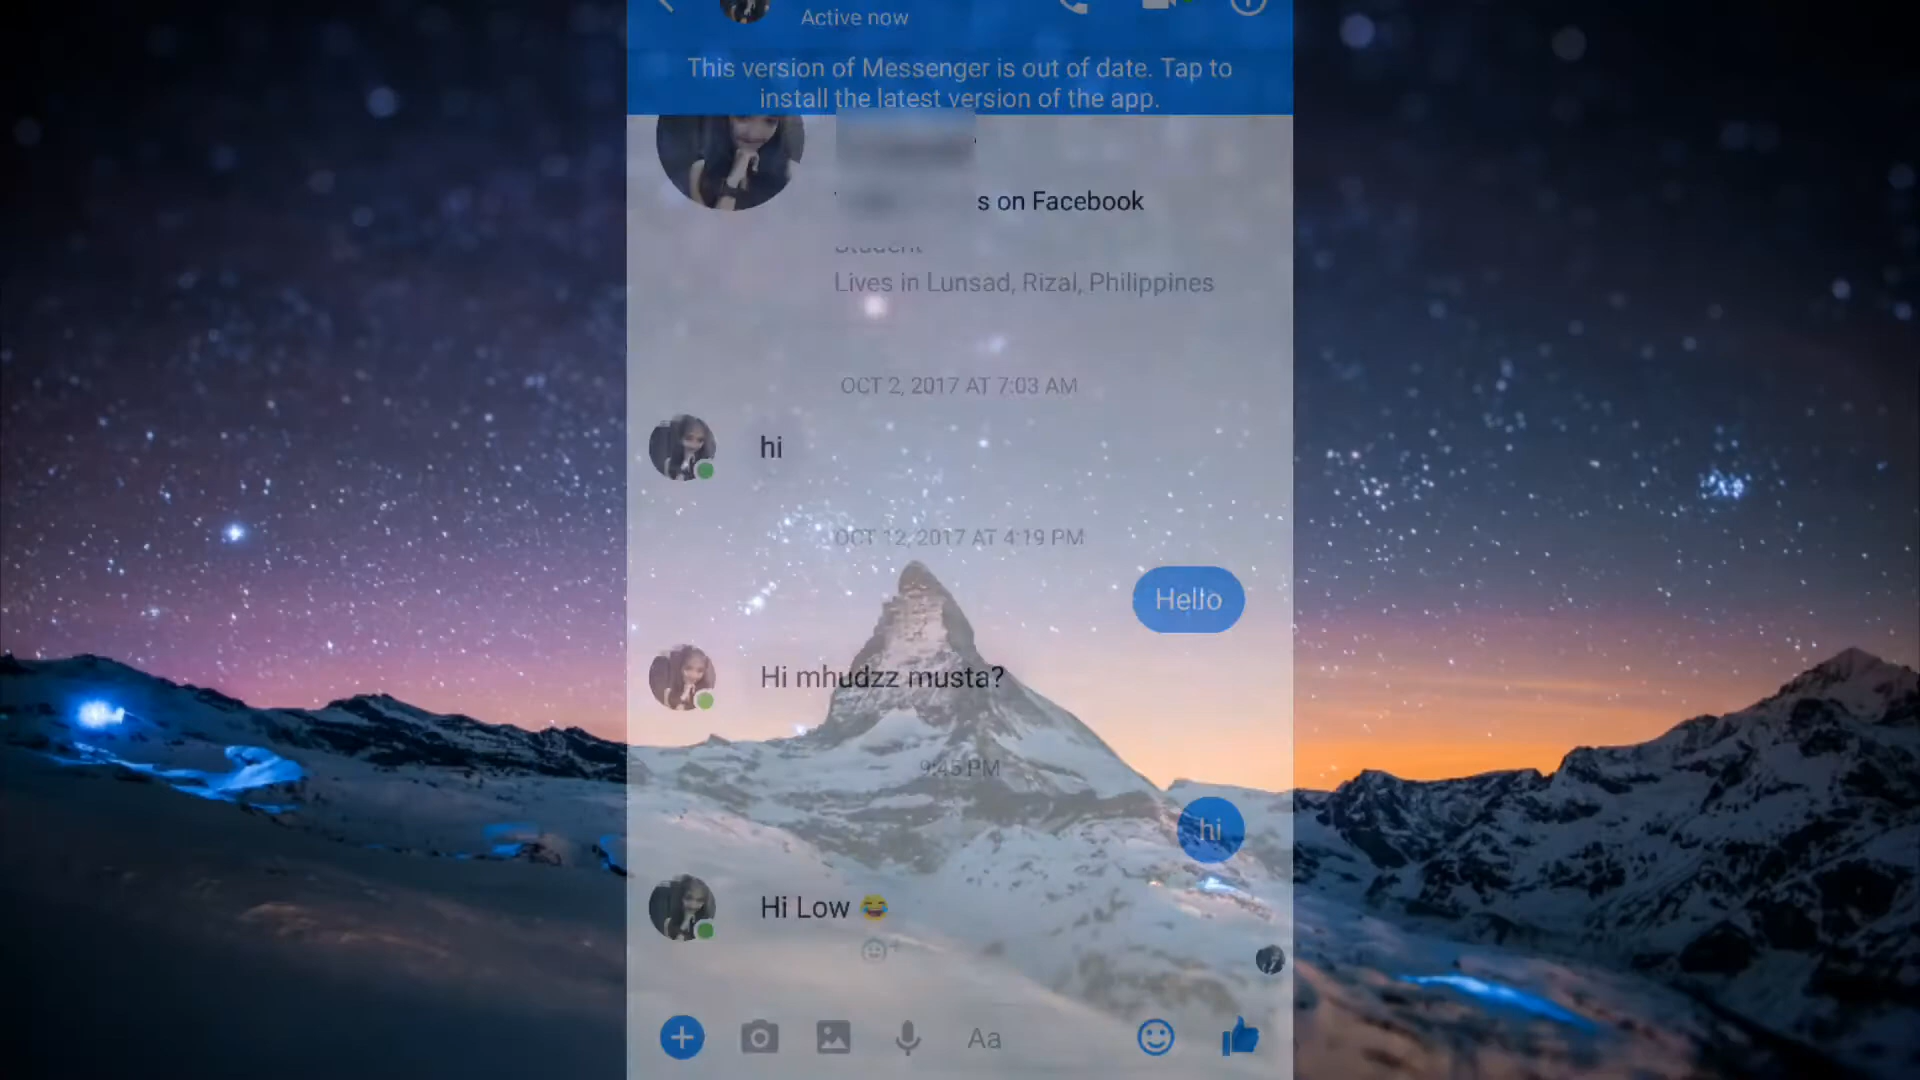 Active now
This version of Messenger is out of date. Tap to
install the latest version of the app.
s on Facebook
Student
Lives in Lunsad, Rizal, Philippines
OCT 2, 2017 AT 7:03 AM
hi
OCT 12, 2017 AT 4:19 PM
Hello
Hi mhudzz musta?
9:45 PM
hi
Hi Low 😂
Aa